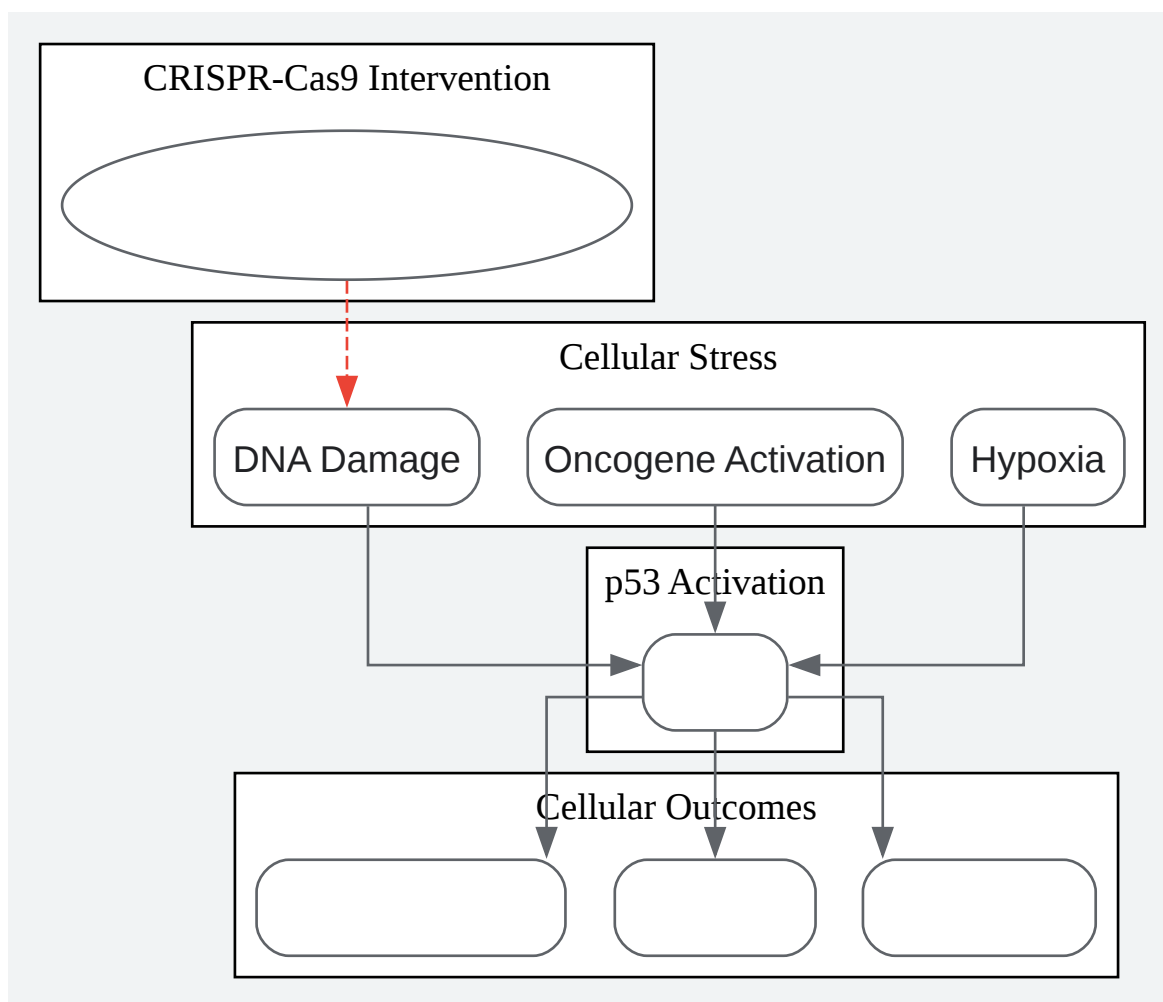 CRISPR-Cas9 Intervention
Cellular Stress
DNA Damage
Oncogene Activation
Hypoxia
p53 Activation
Cellular Outcomes